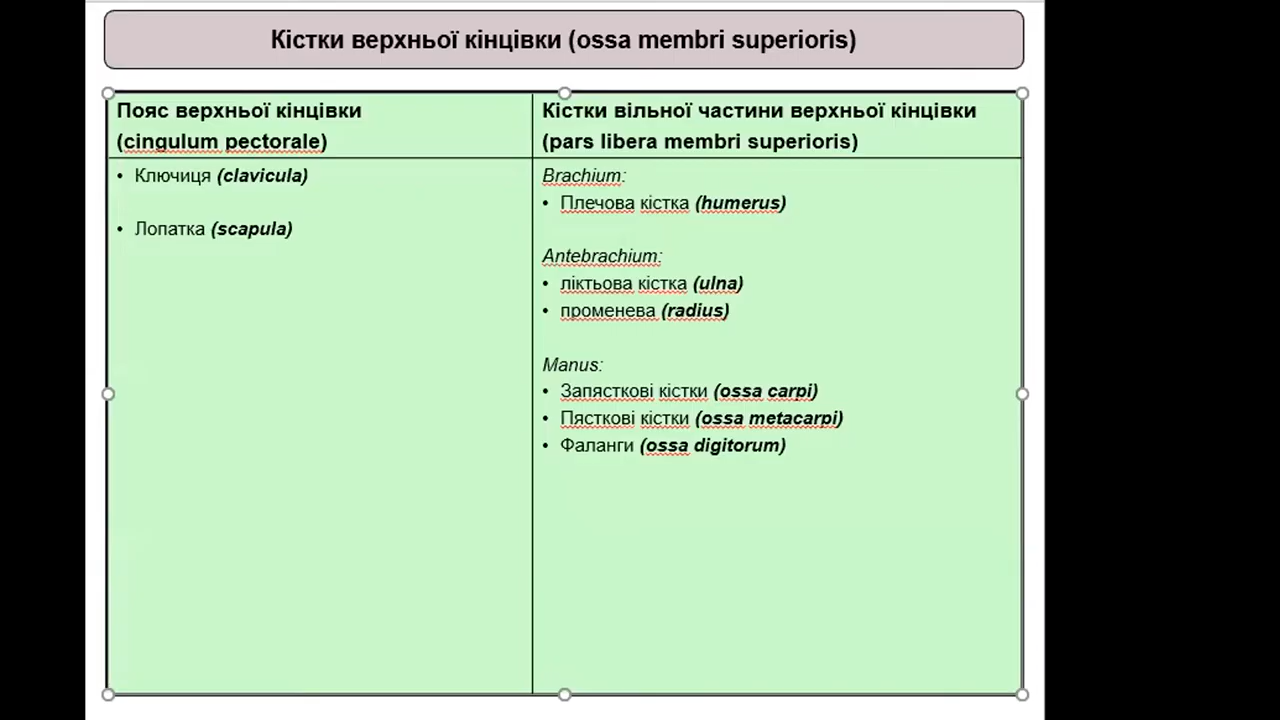 Кістки верхньої кінцівки (ossa membri superioris)
Пояс верхньої кінцівки
(cingulum pectorale)
• Ключиця (clavicula)
• Лопатка (scapula)
Кістки вільної частини верхньої кінцівки
(pars libera membri superioris)
Brachium:
• Плечова кістка (humerus)
Antebrachium:
• ліктьова кістка (ulna)
• променева (radius)
Manus:
• Запясткові кістки (ossa carpi)
• Пясткові кістки (ossa metacarpi)
• Фаланги (ossa digitorum)